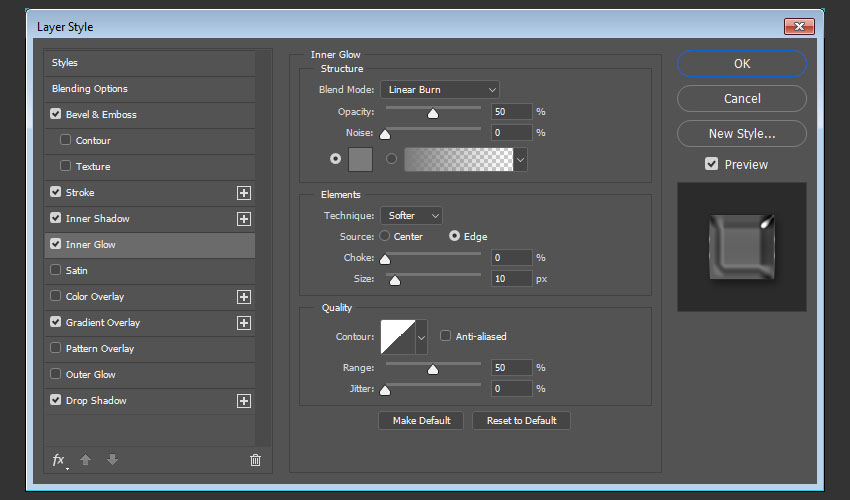 Layer Style
Styles
Blending Options
Bevel & Emboss
Contour
Texture
Stroke
Inner Shadow
Inner Glow
Satin
Color Overlay
Gradient Overlay
Pattern Overlay
Outer Glow
Drop Shadow
fx
Inner Glow
Structure
Blend Mode: Linear Burn
Opacity: 50 %
Noise: 0 %
Elements
Technique: Softer
Source: Center Edge
Choke: 0 %
Size: 10 px
Quality
Contour: Anti-aliased
Range: 50 %
Jitter: 0 %
Make Default Reset to Default
OK
Cancel
New Style...
Preview